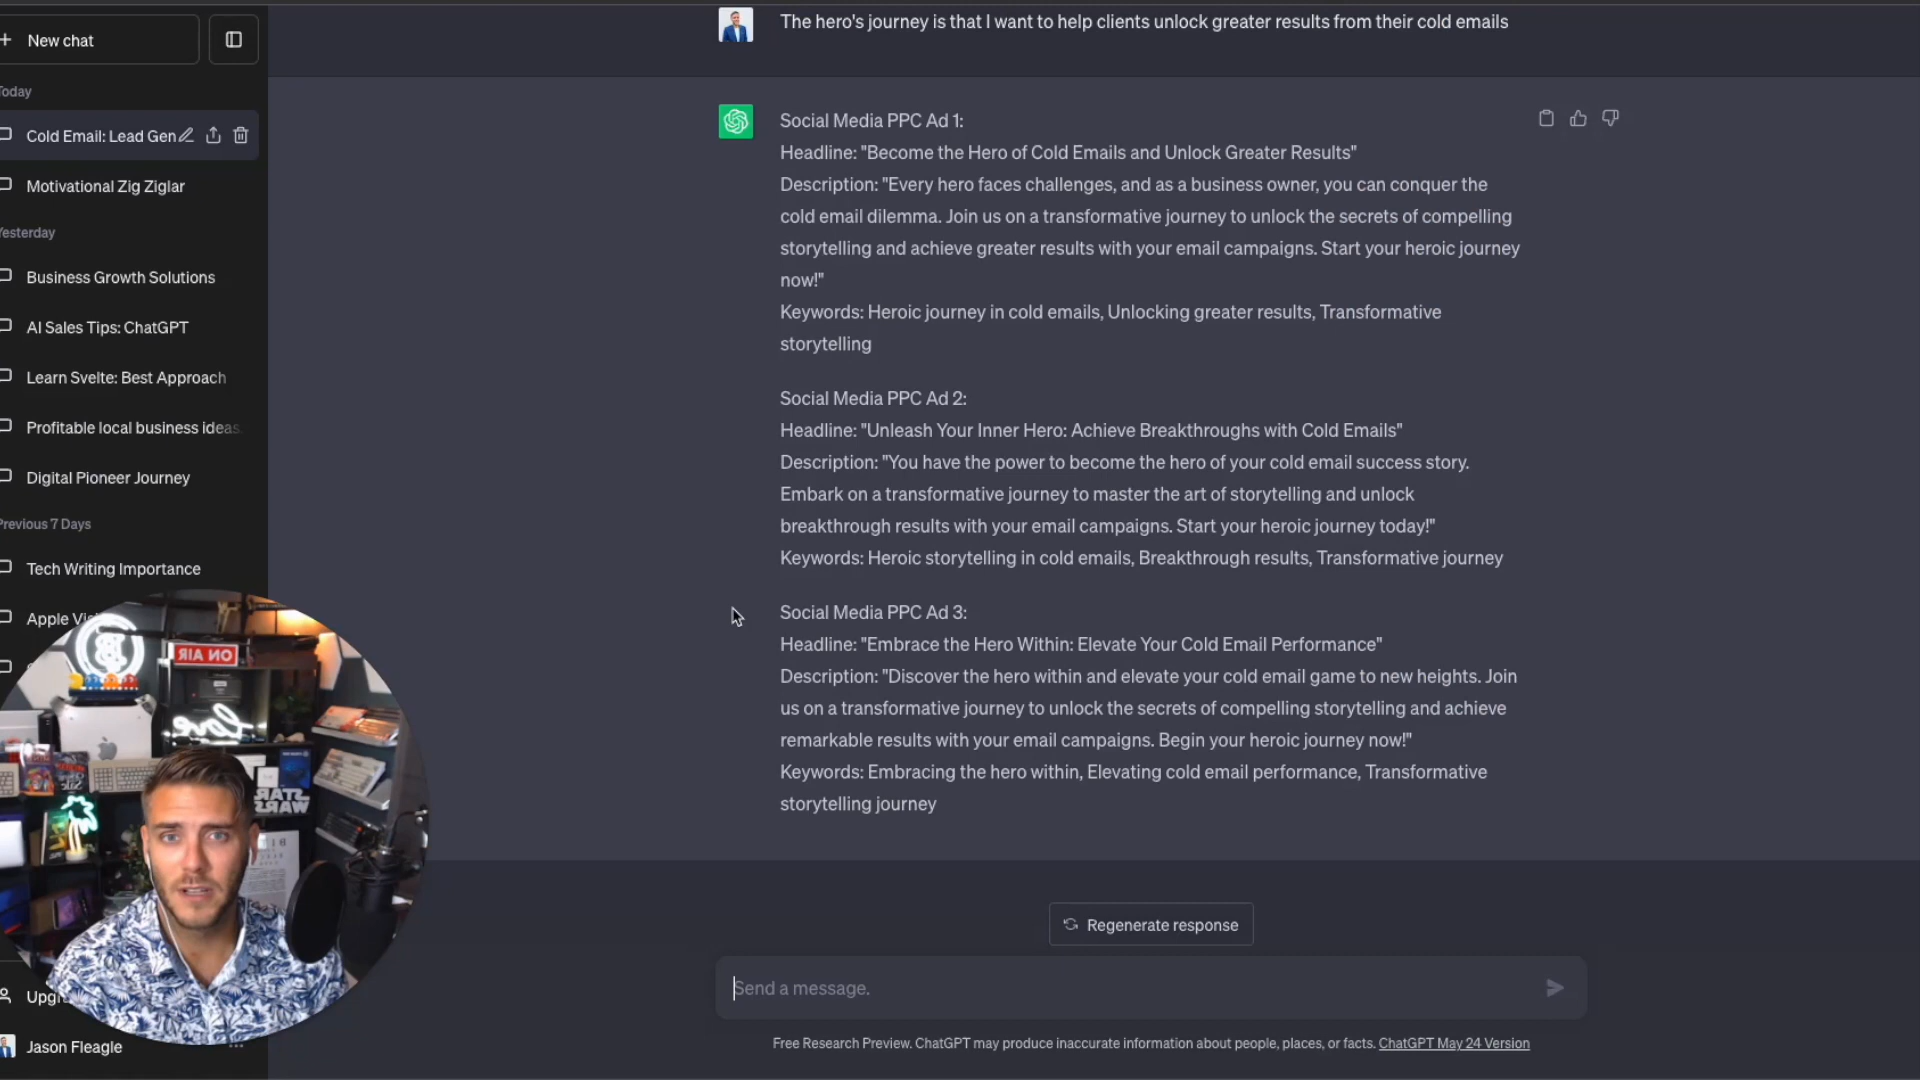 New chat
The hero's journey is that I want to help clients unlock greater results from their cold emails
Today
Cold Email: Lead Gen
Motivational Zig Ziglar
Yesterday
Business Growth Solutions
AI Sales Tips: ChatGPT
Learn Svelte: Best Approach
Profitable local business ideas.
Digital Pioneer Journey
Previous 7 Days
Tech Writing Importance
Apple Vis
Upgr
Jason Fleagle
ON AIR
love
STAR
WARS
Social Media PPC Ad 1:
Headline: "Become the Hero of Cold Emails and Unlock Greater Results"
Description: "Every hero faces challenges, and as a business owner, you can conquer the
cold email dilemma. Join us on a transformative journey to unlock the secrets of compelling
storytelling and achieve greater results with your email campaigns. Start your heroic journey
now!"
Keywords: Heroic journey in cold emails, Unlocking greater results, Transformative
storytelling
Social Media PPC Ad 2:
Headline: "Unleash Your Inner Hero: Achieve Breakthroughs with Cold Emails"
Description: "You have the power to become the hero of your cold email success story.
Embark on a transformative journey to master the art of storytelling and unlock
breakthrough results with your email campaigns. Start your heroic journey today!"
Keywords: Heroic storytelling in cold emails, Breakthrough results, Transformative journey
Social Media PPC Ad 3:
Headline: "Embrace the Hero Within: Elevate Your Cold Email Performance"
Description: "Discover the hero within and elevate your cold email game to new heights. Join
us on a transformative journey to unlock the secrets of compelling storytelling and achieve
remarkable results with your email campaigns. Begin your heroic journey now!"
Keywords: Embracing the hero within, Elevating cold email performance, Transformative
storytelling journey
Regenerate response
Send a message.
Free Research Preview. ChatGPT may produce inaccurate information about people, places, or facts. ChatGPT May 24 Version